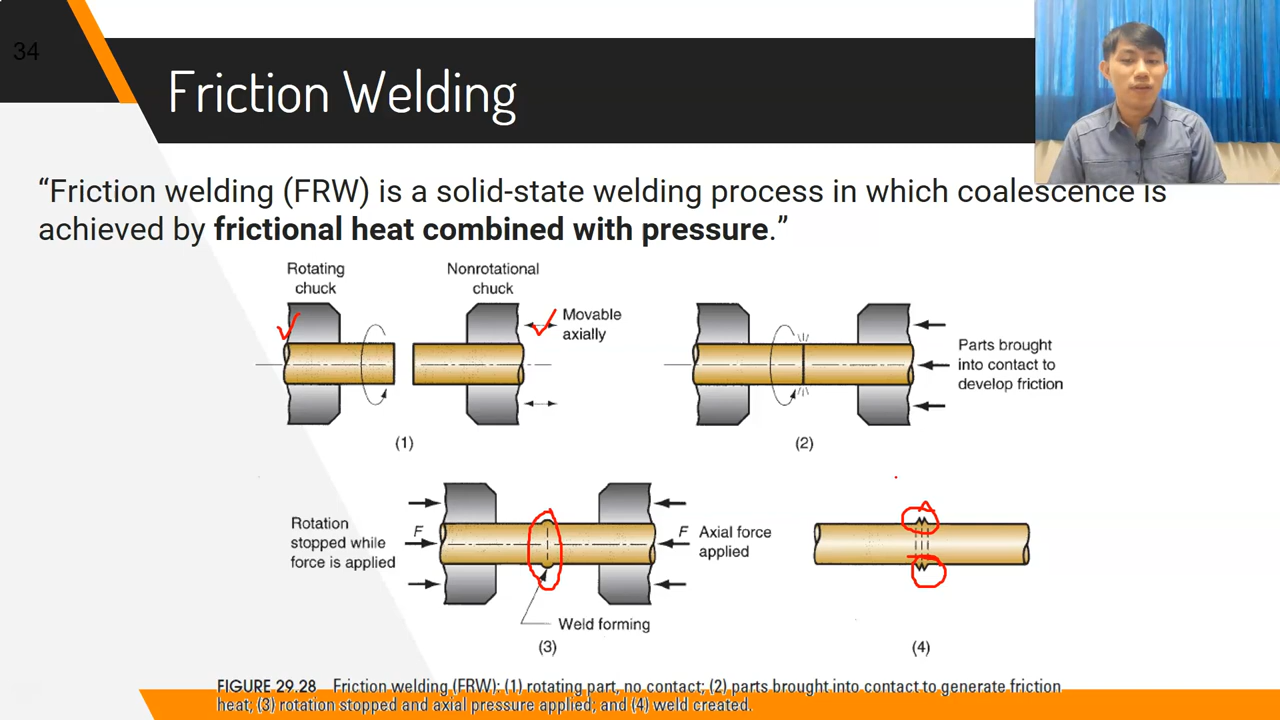 34
Friction Welding
“Friction welding (FRW) is a solid-state welding process in which coalescence is
achieved by frictional heat combined with pressure.”
Rotating
chuck
Nonrotational
chuck
Movable
axially
(1)
Parts brought
into contact to
develop friction
(2)
Rotation
stopped while
force is applied
F
F
Axial force
applied
Weld forming
(3)
(4)
FIGURE 29.28 Friction welding (FRW): (1) rotating part, no contact; (2) parts brought into contact to generate friction
heat; (3) rotation stopped and axial pressure applied; and (4) weld created.